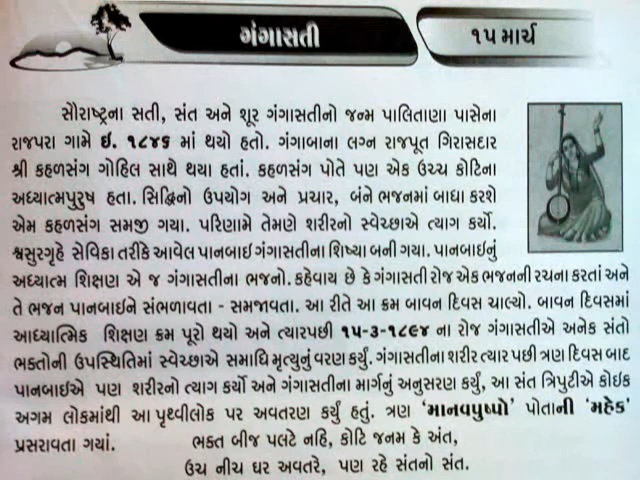 ગંગાસતી
૧૫ માર્ચ
સૌરાષ્ટ્રના સતી, સંત અને શૂર ગંગાસતીનો જન્મ પાલિતાણા પાસેના
રાજપરા ગામે ઇ. ૧૮૪૬ માં થયો હતો. ગંગાબાના લગ્ન રાજપૂત ગિરાસદાર
શ્રી કહળસંગ ગોહિલ સાથે થયા હતાં. કહળસંગ પોતે પણ એક ઉચ્ચ કોટિના
અધ્યાત્મપુરુષ હતા. સિદ્ધિનો ઉપયોગ અને પ્રચાર, બંને ભજનમાં બાધા કરશે
એમ કહળસંગ સમજી ગયા. પરિણામે તેમણે શરીરનો સ્વેચ્છાએ ત્યાગ કર્યો.
શ્વસુરગૃહે સેવિકા તરીકે આવેલ પાનબાઇ ગંગાસતીના શિષ્યા બની ગયા. પાનબાઇનું
અધ્યાત્મ શિક્ષણ એ જ ગંગાસતીના ભજનો. કહેવાય છે કે ગંગાસતી રોજ એક ભજનની રચના કરતાં અને
તે ભજન પાનબાઇને સંભળાવતા - સમજાવતા. આ રીતે આ ક્રમ બાવન દિવસ ચાલ્યો. બાવન દિવસમાં
આધ્યાત્મિક શિક્ષણ ક્રમ પૂરો થયો અને ત્યારપછી ૧૫-૩-૧૮૯૪ ના રોજ ગંગાસતીએ અનેક સંતો
ભક્તોની ઉપસ્થિતિમાં સ્વેચ્છાએ સમાધિ મૃત્યુનું વરણ કર્યું. ગંગાસતીના શરીર ત્યાર પછી ત્રણ દિવસ બાદ
પાનબાઇએ પણ શરીરનો ત્યાગ કર્યો અને ગંગાસતીના માર્ગનું અનુસરણ કર્યું, આ સંત ત્રિપુટીએ કોઇક
અગમ લોકમાંથી આ પૃથ્વીલોક પર અવતરણ કર્યું હતું. ત્રણ 'માનવપુષ્પો' પોતાની 'મહેક'
પ્રસરાવતા ગયાં. ભક્ત બીજ પલટે નહિ, કોટિ જનમ કે અંત,
ઉચ નીચ ઘર અવતરે, પણ રહે સંતનો સંત.